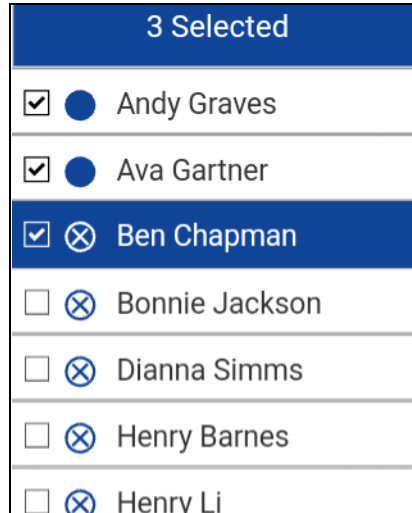 3 Selected
Andy Graves
Ava Gartner
Ben Chapman
Bonnie Jackson
Dianna Simms
Henry Barnes
Henry Li